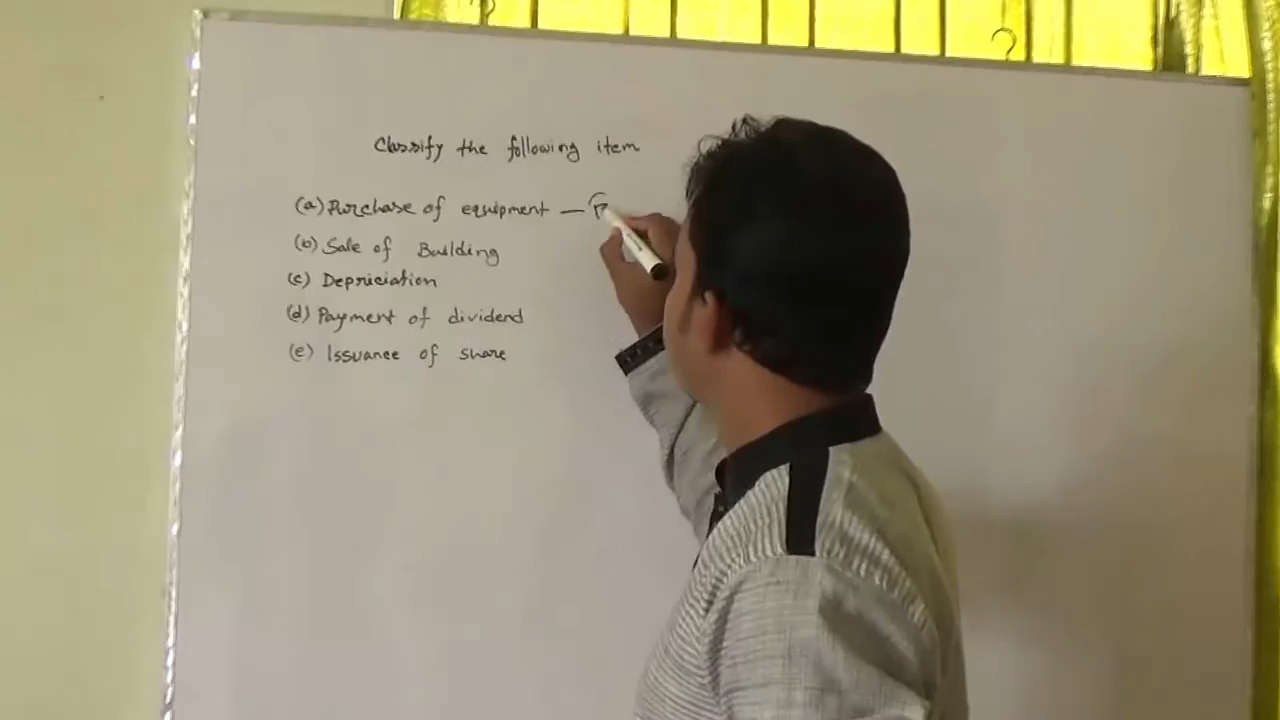 Classify the following item
(a) Purchase of equipment —
(b) Sale of Building
(c) Depriciation
(d) Payment of dividend
(e) Issuance of share